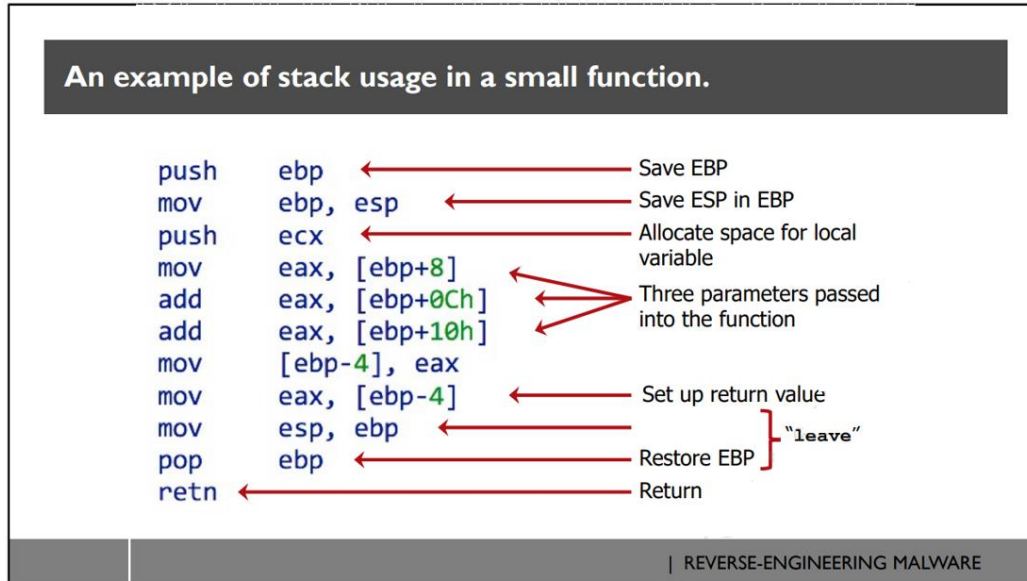 An example of stack usage in a small function.
push ebp Save EBP
mov ebp, esp Save ESP in EBP
push ecx Allocate space for local
variable
mov eax, [ebp+8]
add eax, [ebp+0Ch] Three parameters passed
into the function
add eax, [ebp+10h]
mov [ebp-4], eax
mov eax, [ebp-4] Set up return value
mov esp, ebp "leave"
pop ebp Restore EBP
retn Return
| REVERSE-ENGINEERING MALWARE